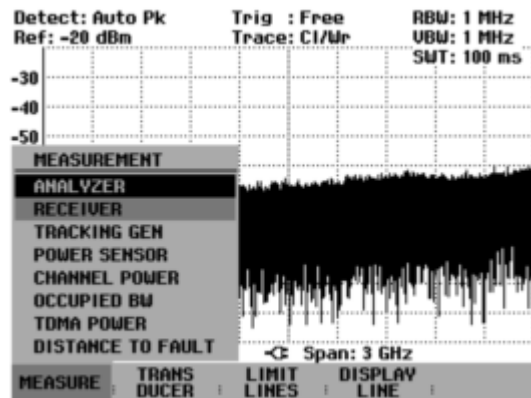 Detect: Auto Pk Trig : Free RBW: 1 MHz
Ref: -20 dBm Trace: Cl/Wr VBW: 1 MHz
SWT: 100 ms
-30
-40
-50
MEASUREMENT
ANALYZER
RECEIVER
TRACKING GEN
POWER SENSOR
CHANNEL POWER
OCCUPIED BW
TDMA POWER
DISTANCE TO FAULT
Span: 3 GHz
MEASURE TRANS LIMIT DISPLAY
DUCER LINES LINE